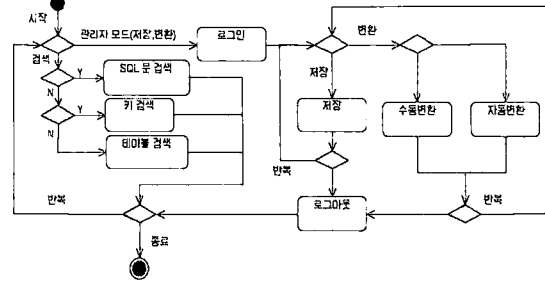 시작
관리자 모드(저장,변환)
로그인
변환
검색
Y
SQL 문 검색
저장
N
Y
키 검색
저장
수동변환
자동변환
N
테이블 검색
반복
반복
로그아웃
반복
종료